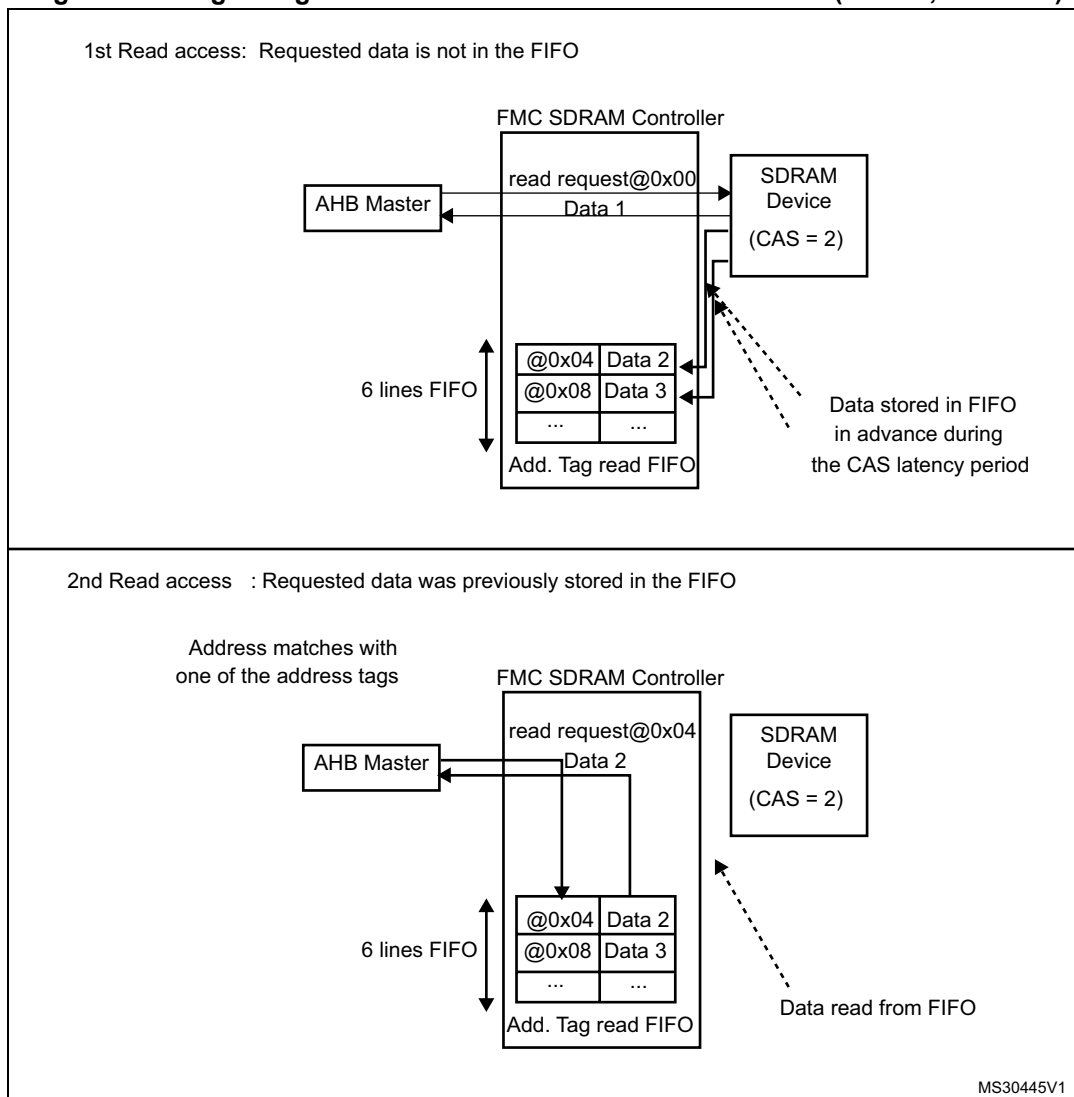 1st Read access: Requested data is not in the FIFO
FMC SDRAM Controller
read request@0x00
Data 1
AHB Master
SDRAM
Device
(CAS = 2)
6 lines FIFO
@0x04 Data 2
@0x08 Data 3
... ...
Add. Tag read FIFO
Data stored in FIFO
in advance during
the CAS latency period
2nd Read access : Requested data was previously stored in the FIFO
Address matches with
one of the address tags
FMC SDRAM Controller
read request@0x04
Data 2
AHB Master
SDRAM
Device
(CAS = 2)
6 lines FIFO
@0x04 Data 2
@0x08 Data 3
... ...
Add. Tag read FIFO
Data read from FIFO
MS30445V1